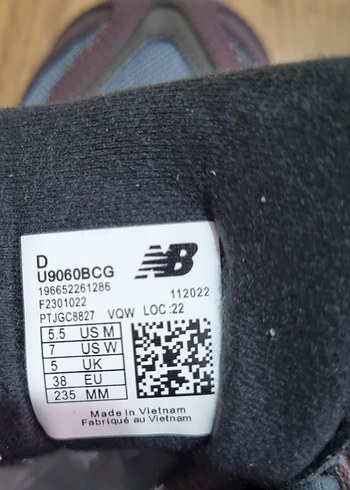 D
U9060BCG
NB
196652261286
F2301022
112022
PTJGC8827 VQW LOC:22
5.5 US M
7 US W
5 UK
38 EU
235 MM
Made in Vietnam
Fabriqué au Vietnam